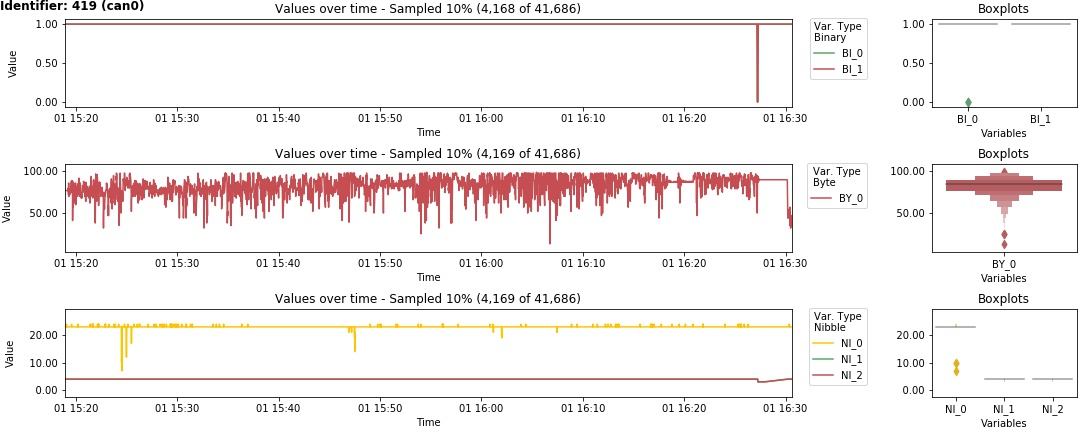 Identifier: 419 (can0)
Values over time - Sampled 10% (4,168 of 41,686)
Boxplots
Value
1.00
0.50
0.00
01 15:20 01 15:30 01 15:40 01 15:50 01 16:00 01 16:10 01 16:20 01 16:30
Time
Var. Type
Binary
BI_0
BI_1
1.00
0.50
0.00
BI_0 BI_1
Variables
Values over time - Sampled 10% (4,169 of 41,686)
Boxplots
Value
100.00
50.00
01 15:20 01 15:30 01 15:40 01 15:50 01 16:00 01 16:10 01 16:20 01 16:30
Time
Var. Type
Byte
BY_0
100.00
50.00
BY_0
Variables
Values over time - Sampled 10% (4,169 of 41,686)
Boxplots
Value
20.00
10.00
0.00
01 15:20 01 15:30 01 15:40 01 15:50 01 16:00 01 16:10 01 16:20 01 16:30
Time
Var. Type
Nibble
NI_0
NI_1
NI_2
20.00
10.00
0.00
NI_0 NI_1 NI_2
Variables